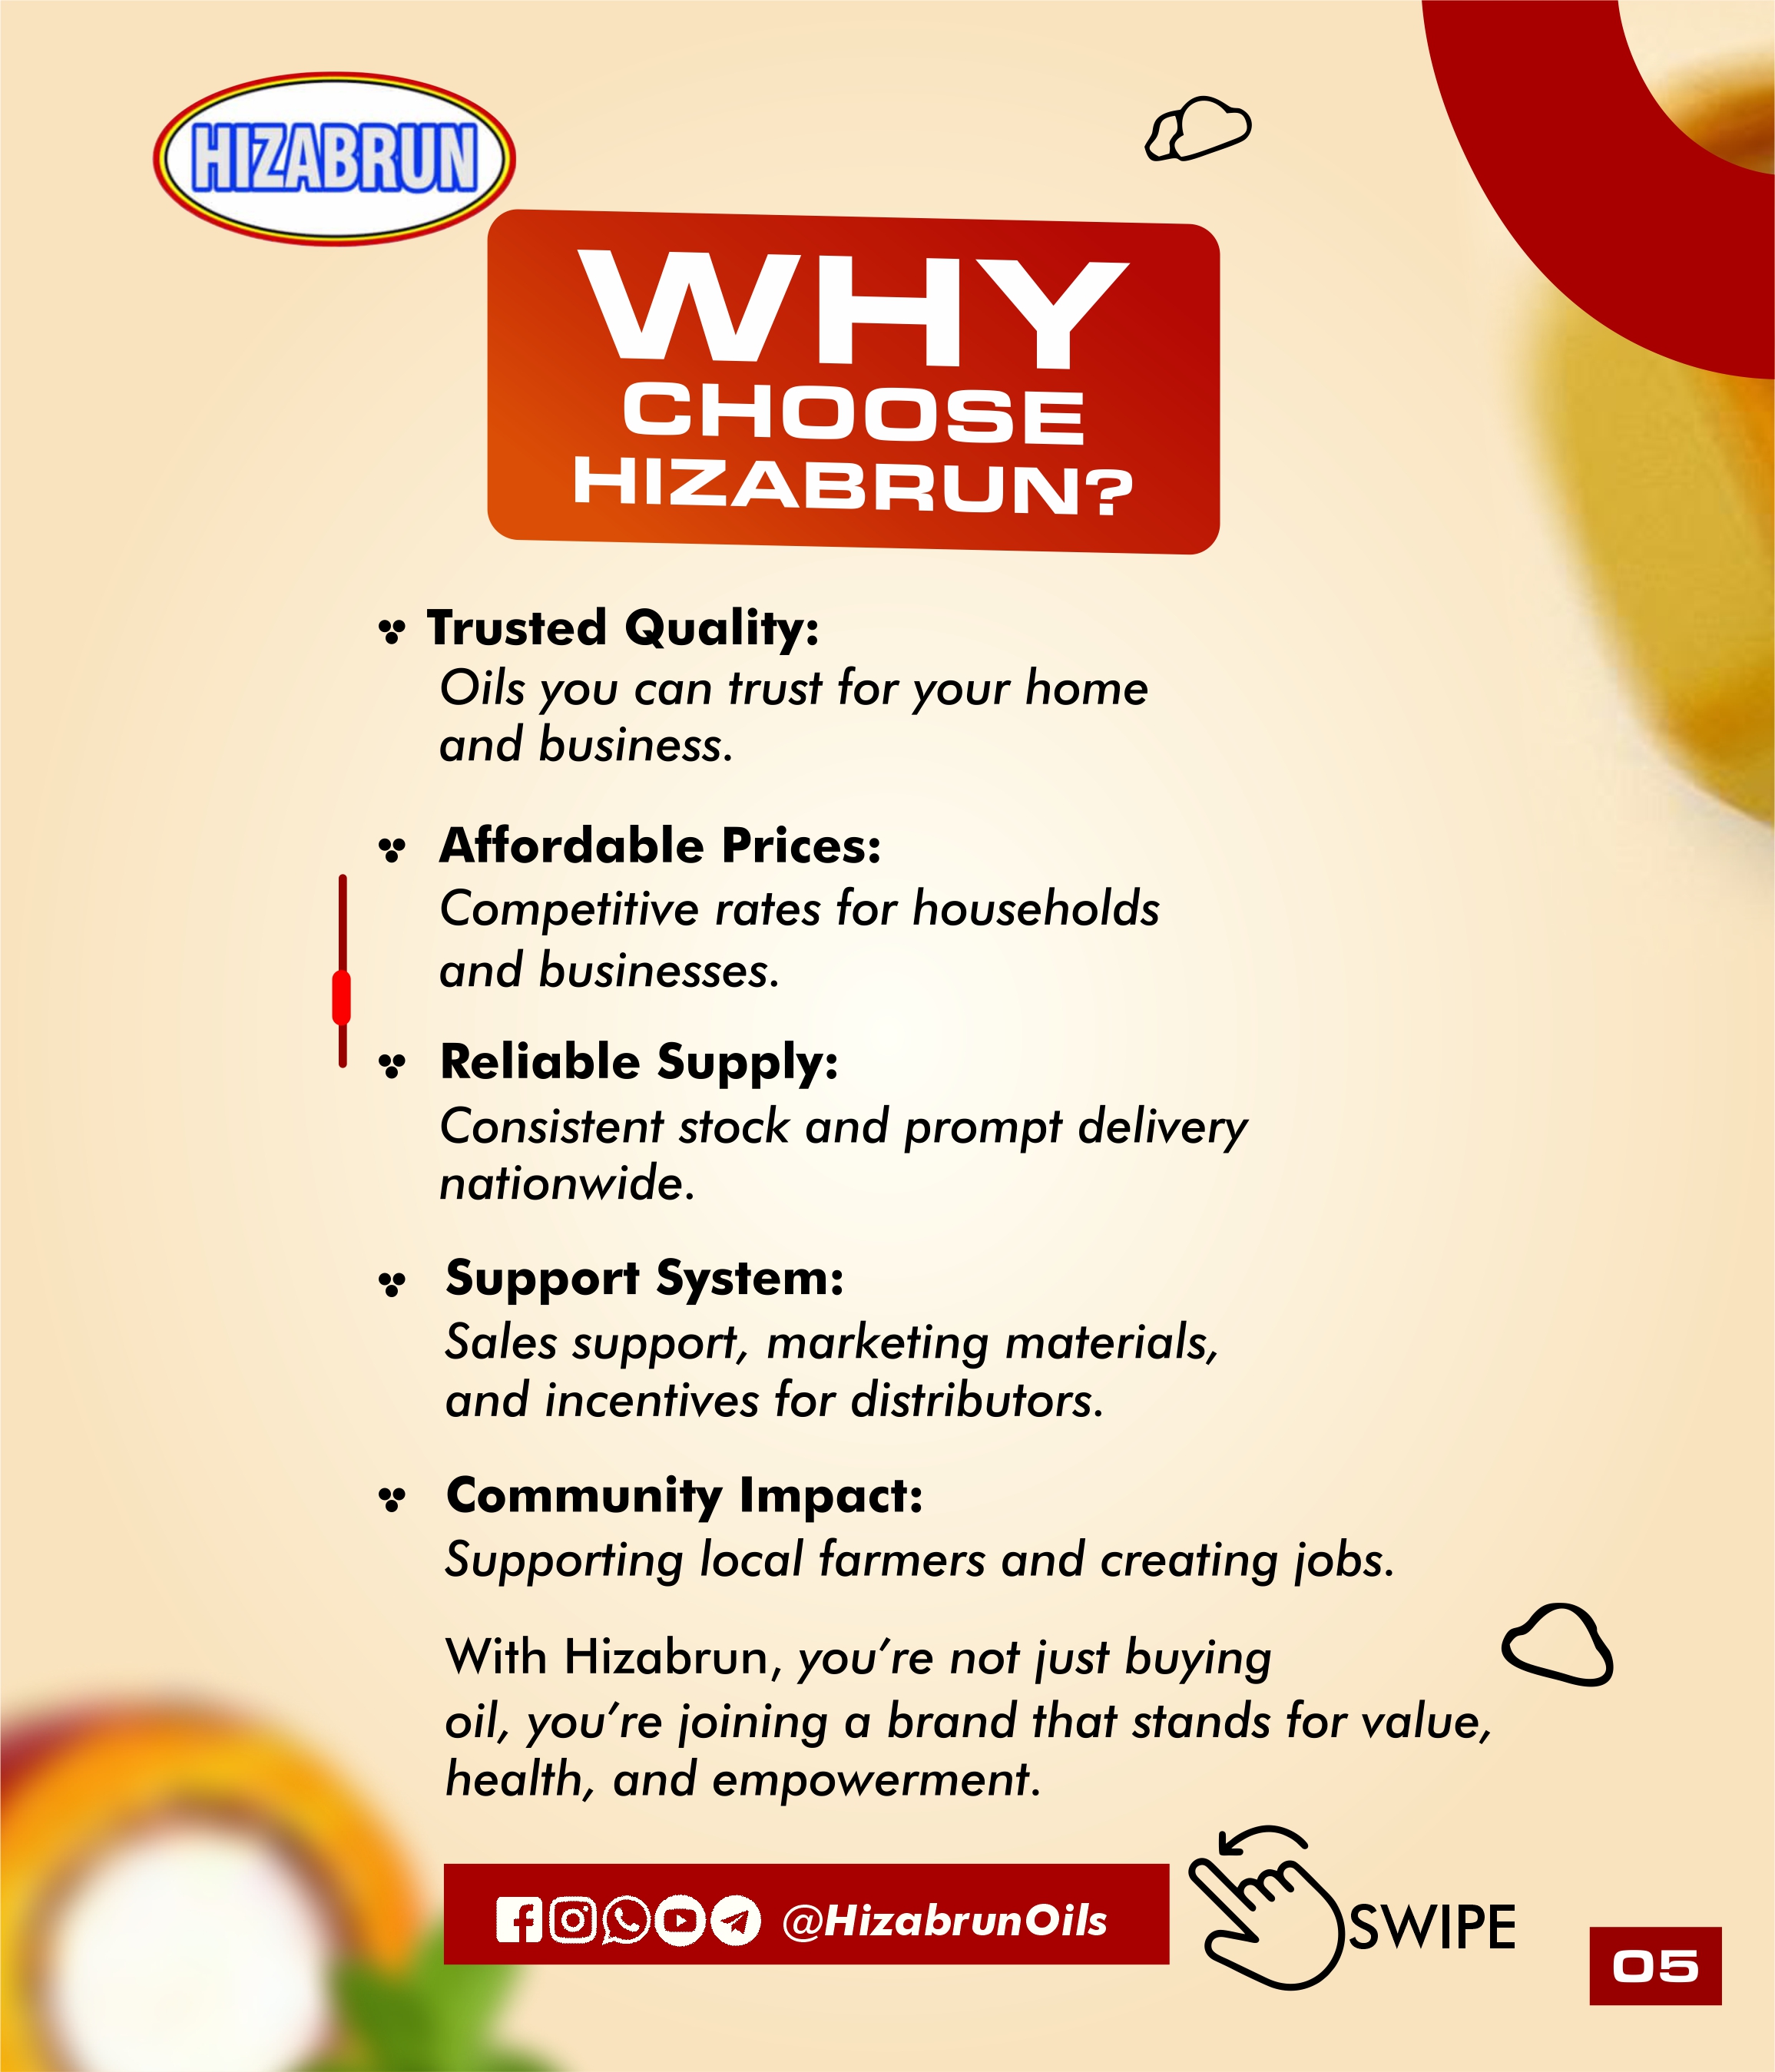 HIZABRUN
WHY
CHOOSE
HIZABRUN?
Trusted Quality:
Oils you can trust for your home
and business.
Affordable Prices:
Competitive rates for households
and businesses.
Reliable Supply:
Consistent stock and prompt delivery
nationwide.
Support System:
Sales support, marketing materials,
and incentives for distributors.
Community Impact:
Supporting local farmers and creating jobs.
With Hizabrun, you’re not just buying
oil, you’re joining a brand that stands for value,
health, and empowerment.
@HizabrunOils
SWIPE
05